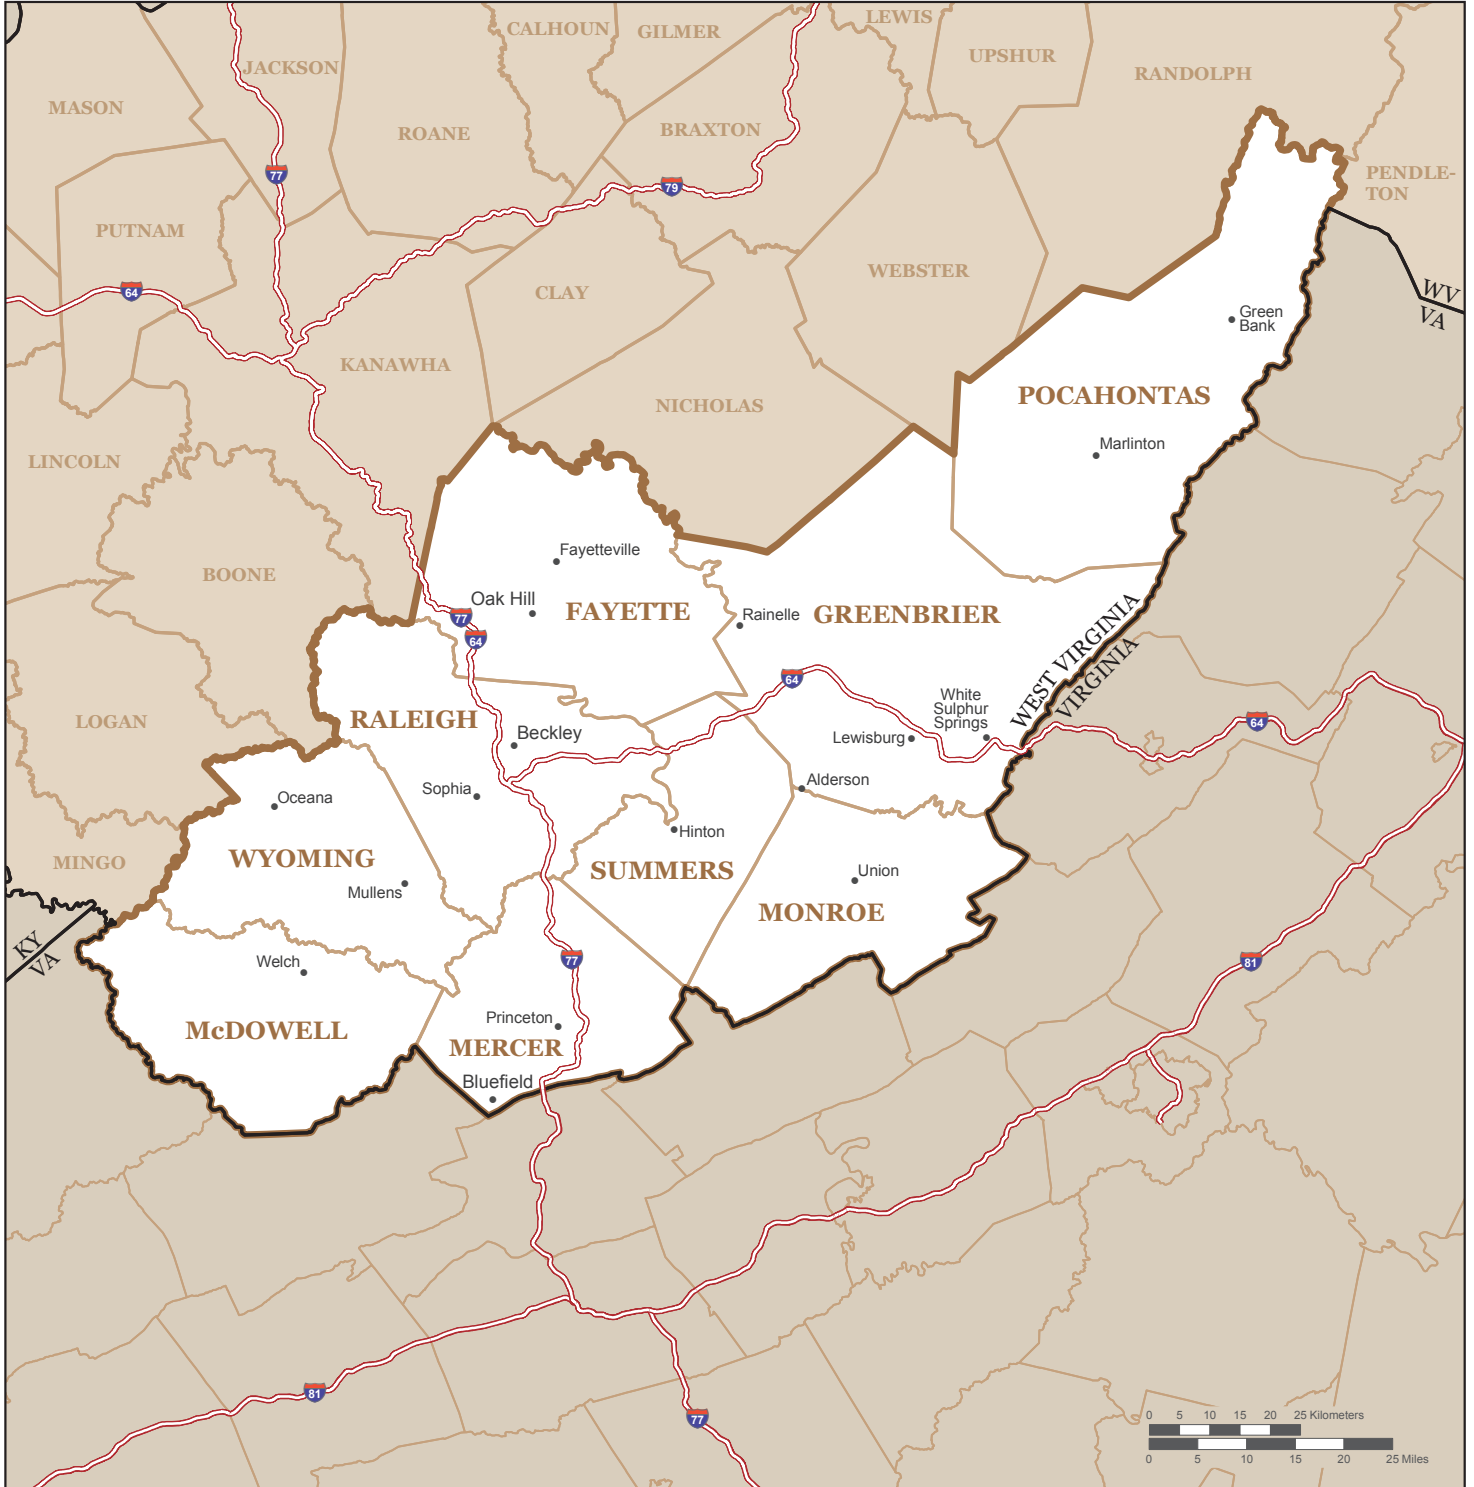 LEWIS
CALHOUN
GILMER
UPSHUR
JACKSON
RANDOLPH
MASON
ROANE
BRAXTON
77
79
PENDLE-
TON
PUTNAM
WEBSTER
64
CLAY
WV
VA
Green
Bank
KANAWHA
POCAHONTAS
NICHOLAS
Marlinton
LINCOLN
Fayetteville
BOONE
Oak Hill
FAYETTE
Rainelle
GREENBRIER
77
64
WEST VIRGINIA
VIRGINIA
64
White
Sulphur
Springs
LOGAN
RALEIGH
Beckley
Lewisburg
64
Sophia
Alderson
Oceana
Hinton
MINGO
WYOMING
SUMMERS
Union
Mullens
MONROE
KY
VA
Welch
77
81
McDOWELL
Princeton
MERCER
Bluefield
81
77
0 5 10 15 20 25 Kilometers
0 5 10 15 20 25 Miles